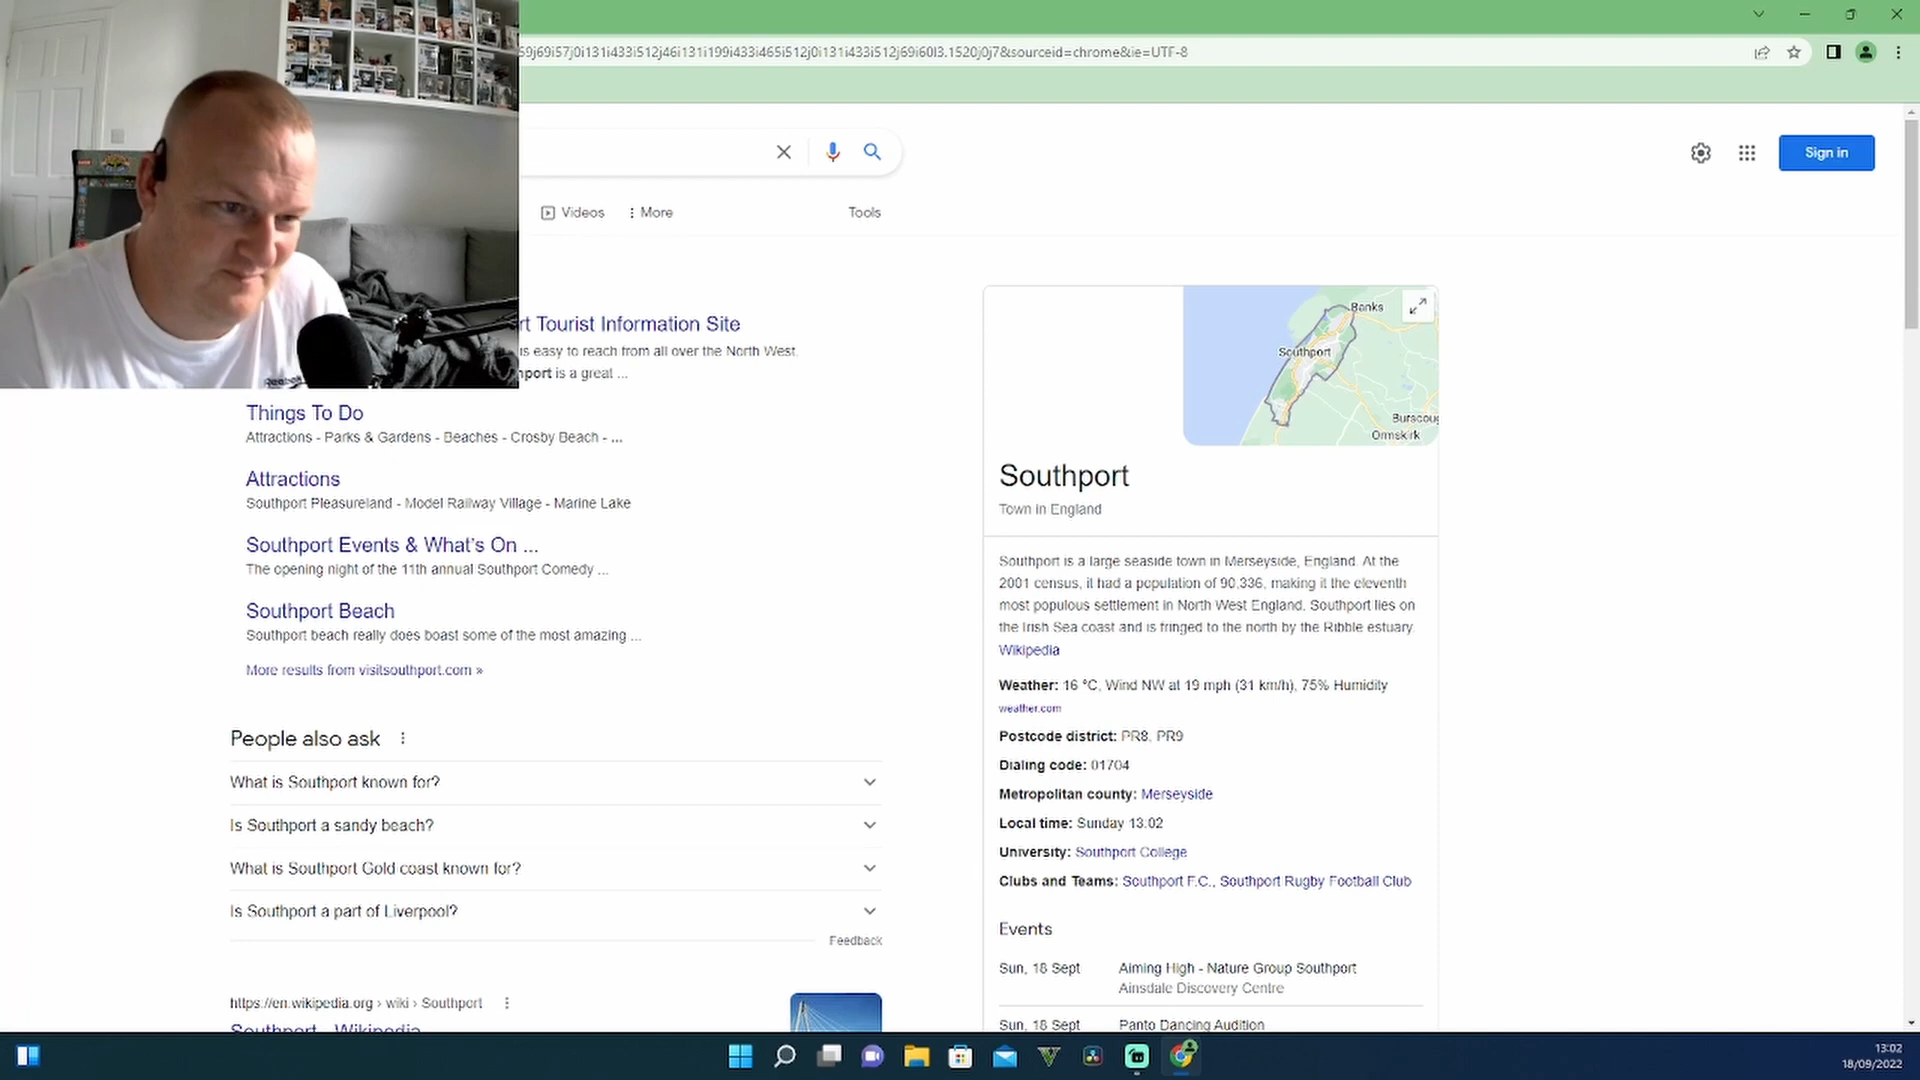 59j69i57j0i131i433i512j46i131i199i433i465i512j0i131i433i512j69i60l3.1520j0j7&sourceid=chrome&ie=UTF-8
Sign in
Videos
More
Tools
rt Tourist Information Site
is easy to reach from all over the North West.
port is a great ...
Things To Do
Attractions - Parks & Gardens - Beaches - Crosby Beach - ...
Attractions
Southport Pleasureland - Model Railway Village - Marine Lake
Southport Events & What's On ...
The opening night of the 11th annual Southport Comedy ...
Southport Beach
Southport beach really does boast some of the most amazing ...
More results from visitsouthport.com »
People also ask
What is Southport known for?
Is Southport a sandy beach?
What is Southport Gold coast known for?
Is Southport a part of Liverpool?
Feedback
https://en.wikipedia.org › wiki › Southport
Southport - Wikipedia
Banks
Southport
Burscoug
Ormskirk
Southport
Town in England
Southport is a large seaside town in Merseyside, England. At the
2001 census, it had a population of 90,336, making it the eleventh
most populous settlement in North West England. Southport lies on
the Irish Sea coast and is fringed to the north by the Ribble estuary.
Wikipedia
Weather: 16 °C, Wind NW at 19 mph (31 km/h), 75% Humidity
weather.com
Postcode district: PR8, PR9
Dialing code: 01704
Metropolitan county: Merseyside
Local time: Sunday 13:02
University: Southport College
Clubs and Teams: Southport F.C., Southport Rugby Football Club
Events
Sun, 18 Sept
Aiming High - Nature Group Southport
Ainsdale Discovery Centre
Sun, 18 Sept
Panto Dancing Audition
Reebok
13:02
18/09/2022